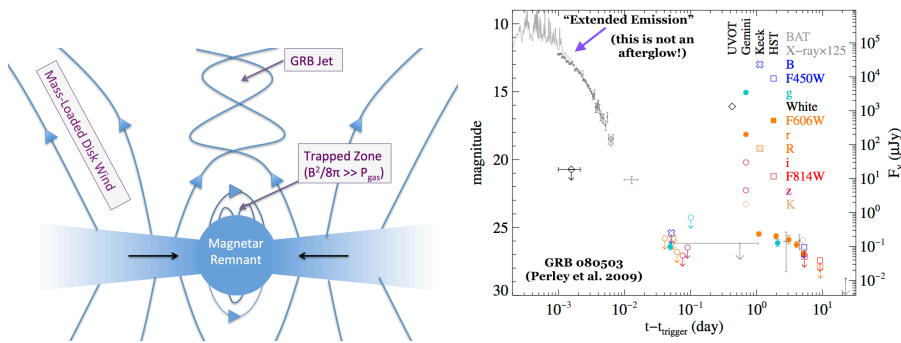 Mass-Loaded Disk Wind
GRB Jet
Trapped Zone
(B²/8π >> Pgas)
Magnetar
Remnant
10
15
20
25
30
magnitude
10⁻³
10⁻²
10⁻¹
10⁰
10¹
t−t_trigger (day)
10⁵
10⁴
10³
10²
10¹
10⁰
10⁻¹
10⁻²
Fν (μJy)
“Extended Emission”
(this is not an
afterglow!)
UVOT
Gemini
Keck
HST
BAT
X−ray×125
B
F450W
g
White
F606W
r
R
i
F814W
z
K
GRB 080503
(Perley et al. 2009)